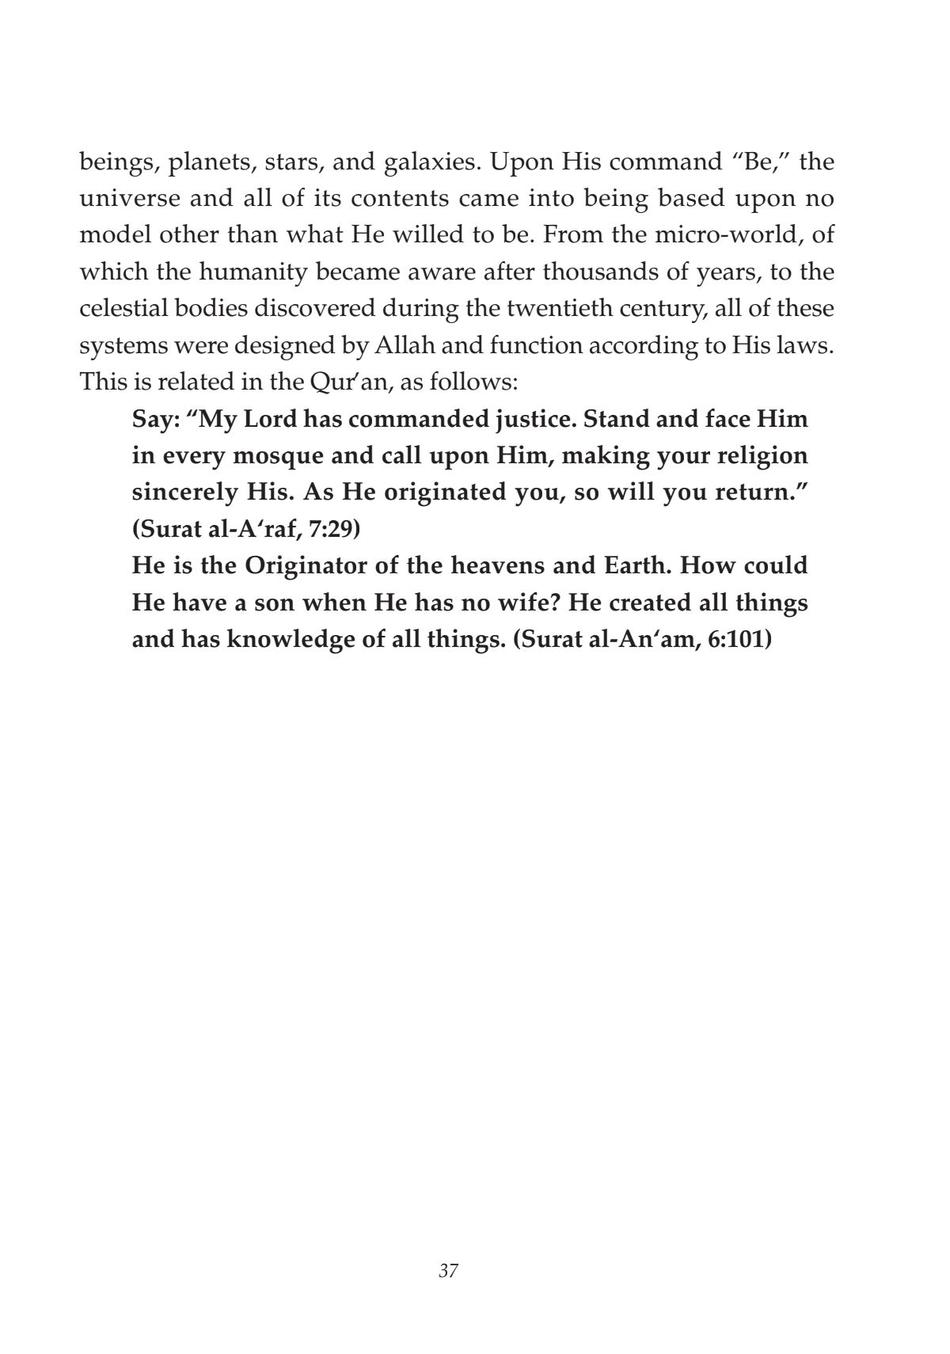 beings, planets, stars, and galaxies. Upon His command “Be,” the
universe and all of its contents came into being based upon no
model other than what He willed to be. From the micro-world, of
which the humanity became aware after thousands of years, to the
celestial bodies discovered during the twentieth century, all of these
systems were designed by Allah and function according to His laws.
This is related in the Qur’an, as follows:
Say: “My Lord has commanded justice. Stand and face Him
in every mosque and call upon Him, making your religion
sincerely His. As He originated you, so will you return.”
(Surat al-A‘raf, 7:29)
He is the Originator of the heavens and Earth. How could
He have a son when He has no wife? He created all things
and has knowledge of all things. (Surat al-An‘am, 6:101)
37